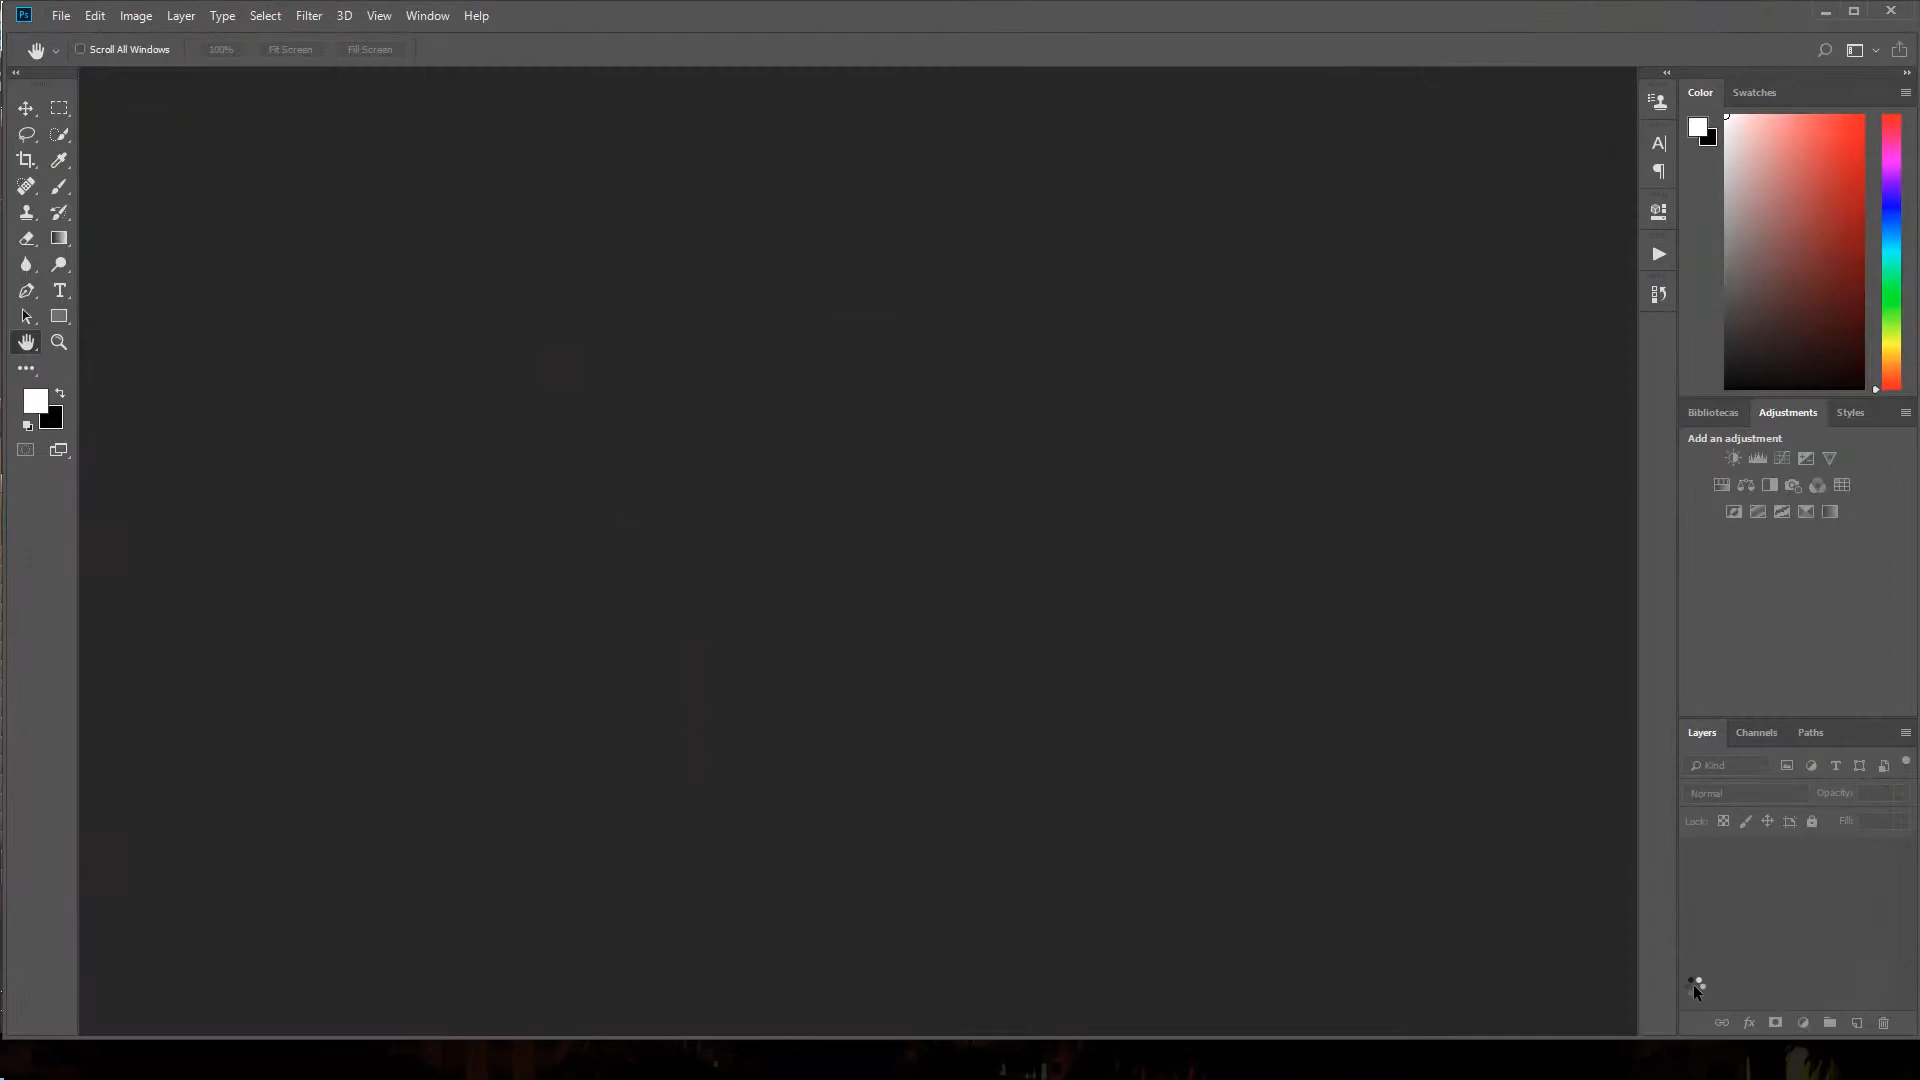 Ps File Edit Image Layer Type Select Filter 3D View Window Help
Scroll All Windows 100% Fit Screen Fill Screen
Color Swatches
Bibliotecas Adjustments Styles
Add an adjustment
Layers Channels Paths
Kind
Normal Opacity:
Lock: Fill: